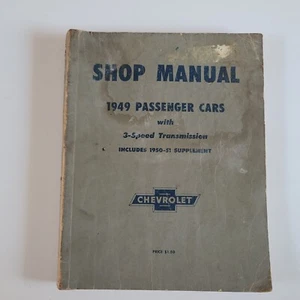 SHOP MANUAL
1949 PASSENGER CARS
with
3-Speed Transmission
INCLUDES 1950-51 SUPPLEMENT
CHEVROLET